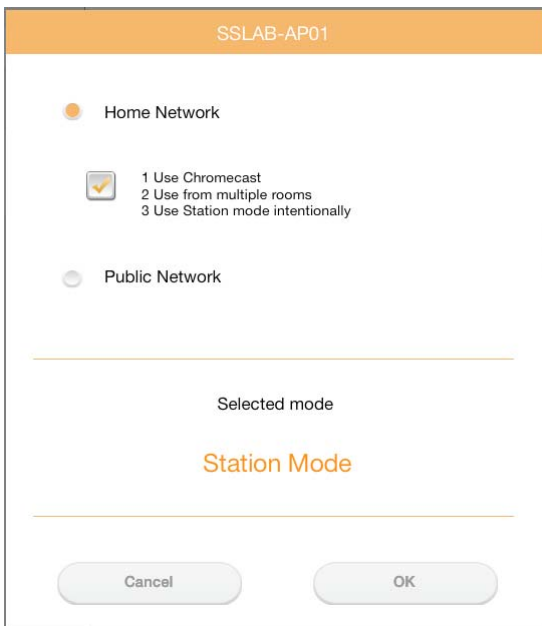 SSLAB-AP01
Home Network
1 Use Chromecast
2 Use from multiple rooms
3 Use Station mode intentionally
Public Network
Selected mode
Station Mode
Cancel OK